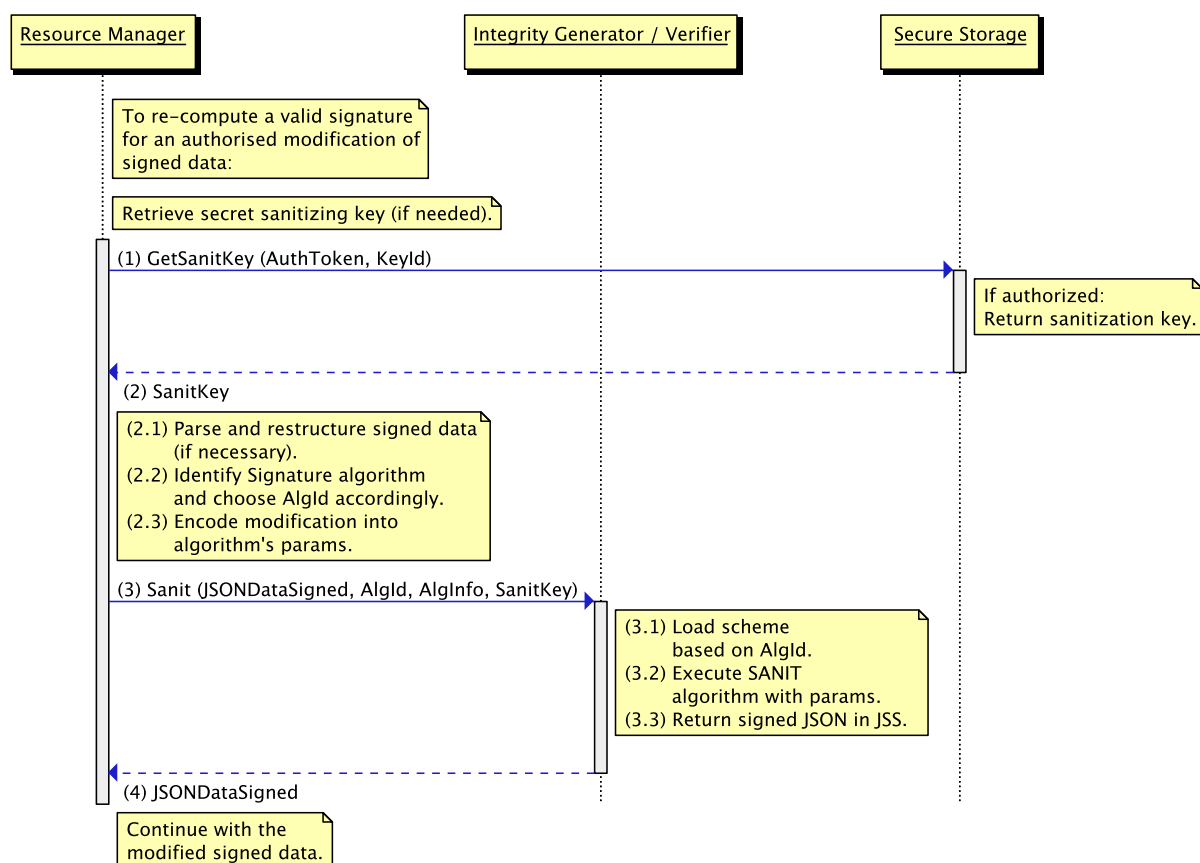 Resource Manager
Integrity Generator / Verifier
Secure Storage
To re-compute a valid signature
for an authorised modification of
signed data:
Retrieve secret sanitizing key (if needed).
(1) GetSanitKey (AuthToken, KeyId)
If authorized:
Return sanitization key.
(2) SanitKey
(2.1) Parse and restructure signed data
(if necessary).
(2.2) Identify Signature algorithm
and choose AlgId accordingly.
(2.3) Encode modification into
algorithm's params.
(3) Sanit (JSONDataSigned, AlgId, AlgInfo, SanitKey)
(3.1) Load scheme
based on AlgId.
(3.2) Execute SANIT
algorithm with params.
(3.3) Return signed JSON in JSS.
(4) JSONDataSigned
Continue with the
modified signed data.